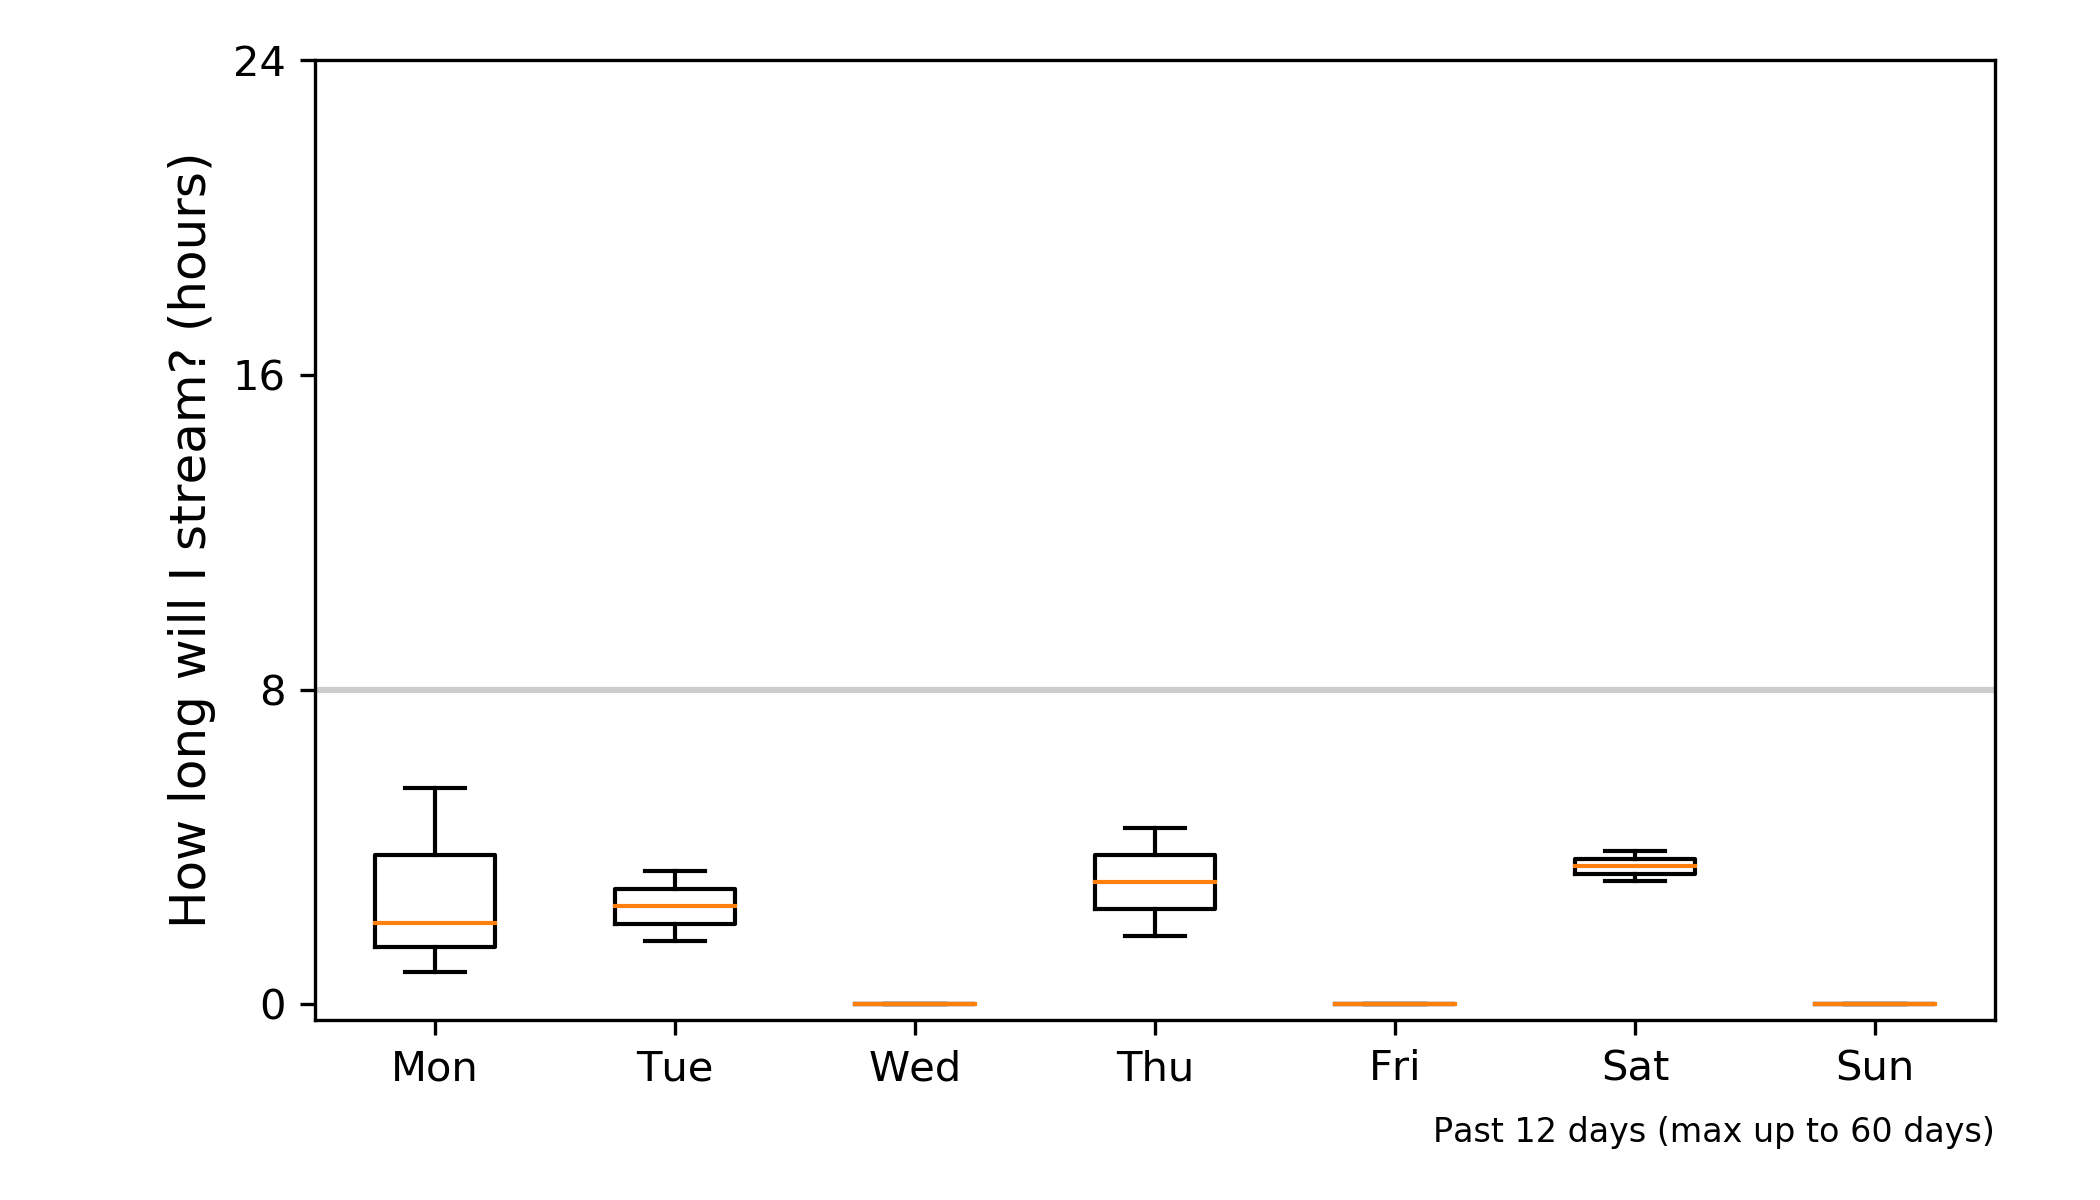 How long will I stream? (hours)
24
16
8
0
Mon Tue Wed Thu Fri Sat Sun
Past 12 days (max up to 60 days)